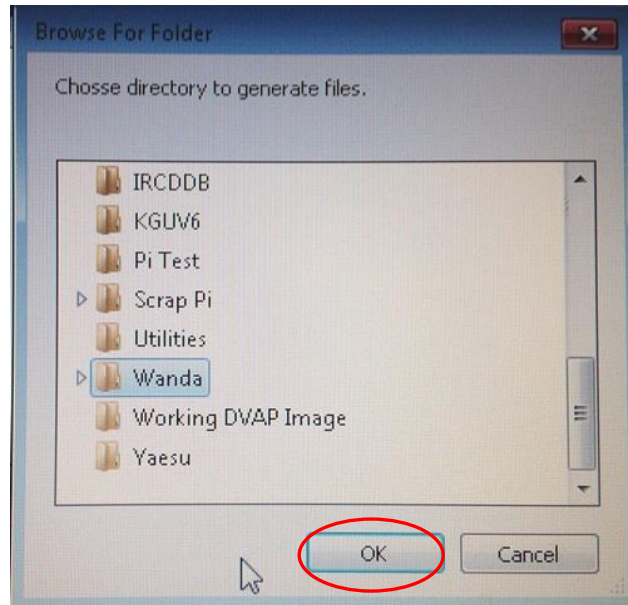 Browse For Folder
Chosse directory to generate files.
IRCDDB
KGUV6
Pi Test
Scrap Pi
Utilities
Wanda
Working DVAP Image
Yaesu
OK Cancel